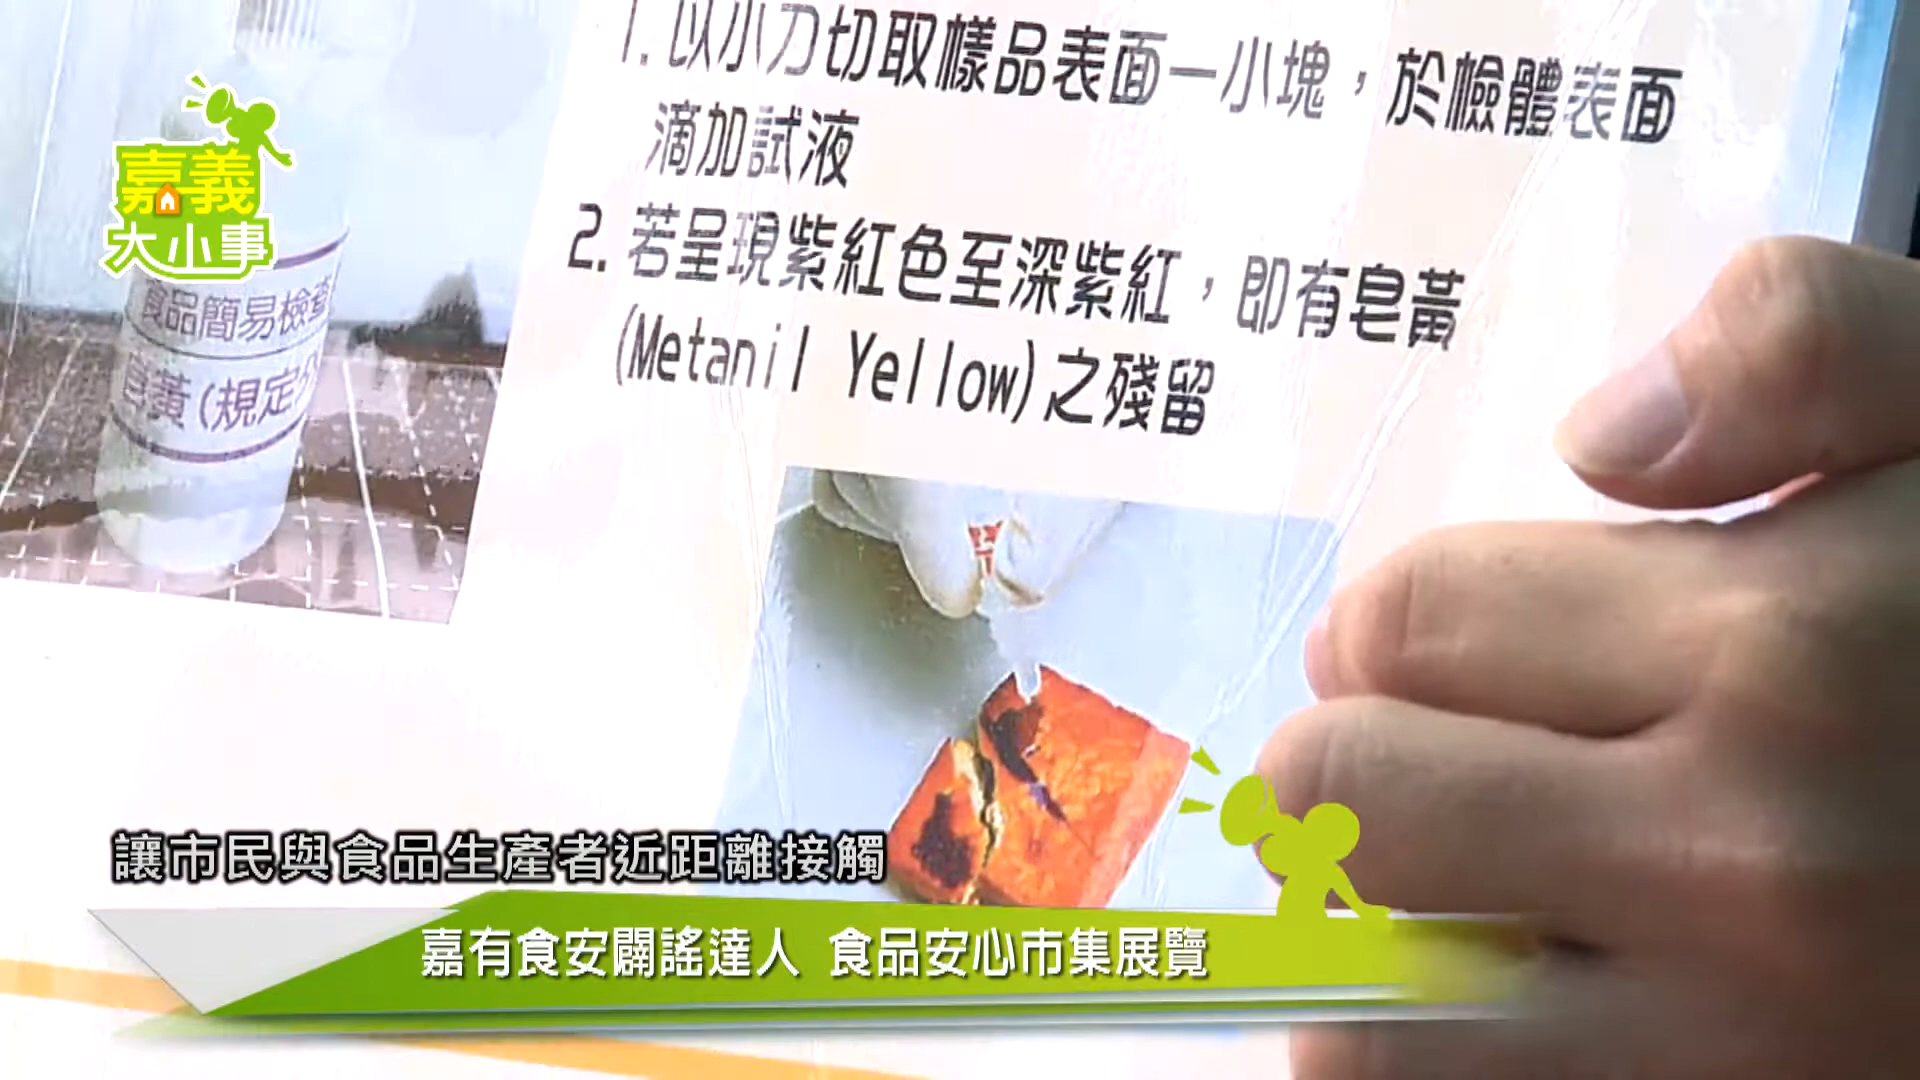 1. 以小刀切取樣品表面一小塊，於檢體表面
滴加試液
2. 若呈現紫紅色至深紫紅，即有皂黃
(Metanil Yellow)之殘留
嘉義
大小事
食品簡易檢查
皂黃(規定
讓市民與食品生產者近距離接觸
嘉有食安闢謠達人 食品安心市集展覽